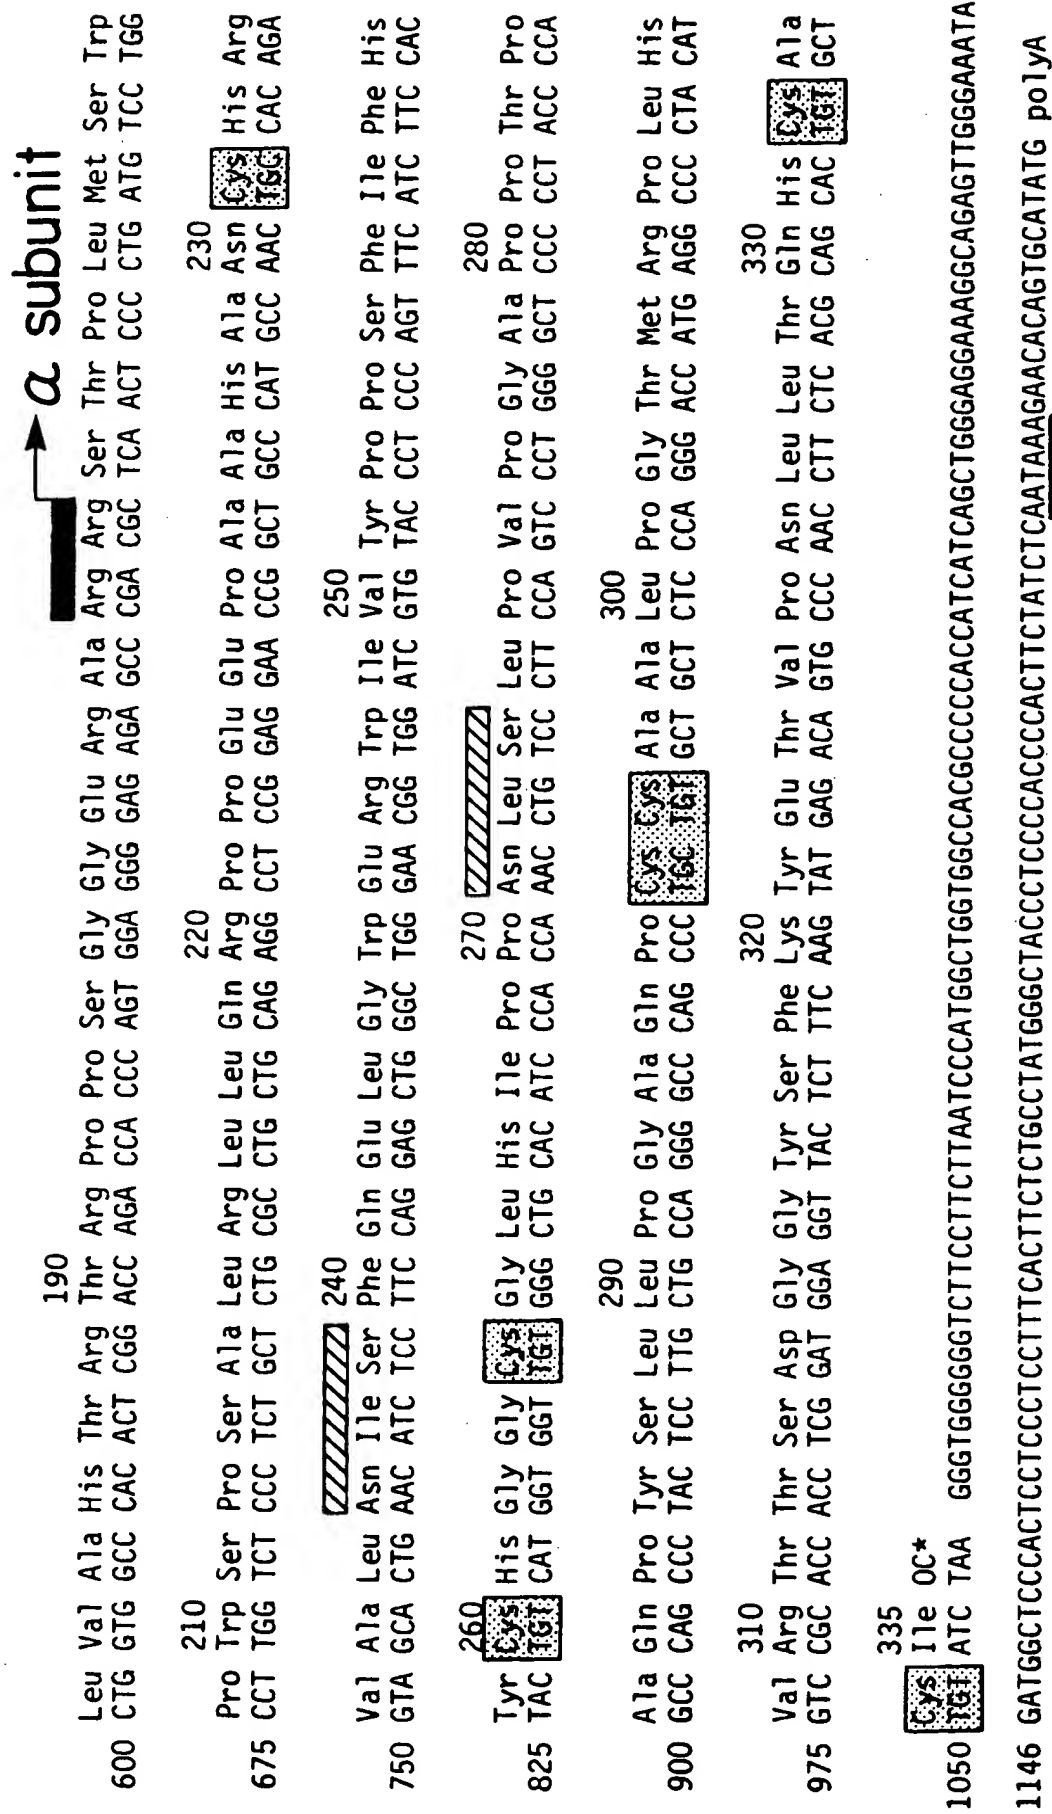 α subunit
190
Leu Val Ala His Thr Arg Thr Arg Pro Pro Ser Gly Gly Glu Arg Ala Arg Arg Ser Thr Pro Leu Met Ser Trp
600 CTG GTG GCC CAC ACT CGG ACC AGA CCA CCC AGT GGA GGG GAG AGA GCC CGA CGC TCA ACT CCC CTG ATG TCC TGG
210 220 230
Pro Trp Ser Pro Ser Ala Leu Arg Leu Leu Gln Arg Pro Pro Glu Glu Pro Ala Ala His Ala Asn Cys His Arg
675 CCT TGG TCT CCC TCT GCT CTG CGC CTG CTG CAG AGG CCT CCG GAG GAA CCG GCT GCC CAT GCC AAC TGG CAC AGA
240 250
Val Ala Leu Asn Ile Ser Phe Gln Glu Leu Gly Trp Glu Arg Trp Ile Val Tyr Pro Pro Ser Phe Ile Phe His
750 GTA GCA CTG AAC ATC TCC TTC CAG GAG CTG GGC TGG GAA CGG TGG ATC GTG TAC CCT CCC AGT TTC ATC TTC CAC
260 270 280
Tyr Cys His Gly Gly Cys Gly Leu His Ile Pro Pro Asn Leu Ser Leu Pro Val Pro Gly Ala Pro Pro Thr Pro
825 TAC TGT CAT GGT GGT TGT GGG CTG CAC ATC CCA CCA AAC CTG TCC CTT CCA GTC CCT GGG GCT CCC CCT ACC CCA
290 300
Ala Gln Pro Tyr Ser Leu Leu Pro Gly Ala Gln Pro Cys Cys Ala Ala Leu Pro Gly Thr Met Arg Pro Leu His
900 GCC CAG CCC TAC TCC TTG CTG CCA GGG GCC CAG CCC TGC TGT GCT GCT CTC CCA GGG ACC ATG AGG CCC CTA CAT
310 320 330
Val Arg Thr Thr Ser Asp Gly Gly Tyr Ser Phe Lys Tyr Glu Thr Val Pro Asn Leu Leu Thr Gln His Cys Ala
975 GTC CGC ACC ACC TCG GAT GGA GGT TAC TCT TTC AAG TAT GAG ACA GTG CCC AAC CTT CTC ACG CAG CAC TGT GCT
335
Cys Ile OC*
1050 TGT ATC TAA GGGTGGGGGGTCTTCCTTCTTAATCCCATGGCTGGTGGCCACGCCCCCACCATCATCAGCTGGGAGGAAAGGCAGAGTTGGGAAATA
1146 GATGGCTCCCACTCCTCCCTCCTTTCACTTCTCTGCCTATGGGCTACCCTCCCCACCCCACTTCTATCTCAATAAAGAACACAGTGCATATG polyA